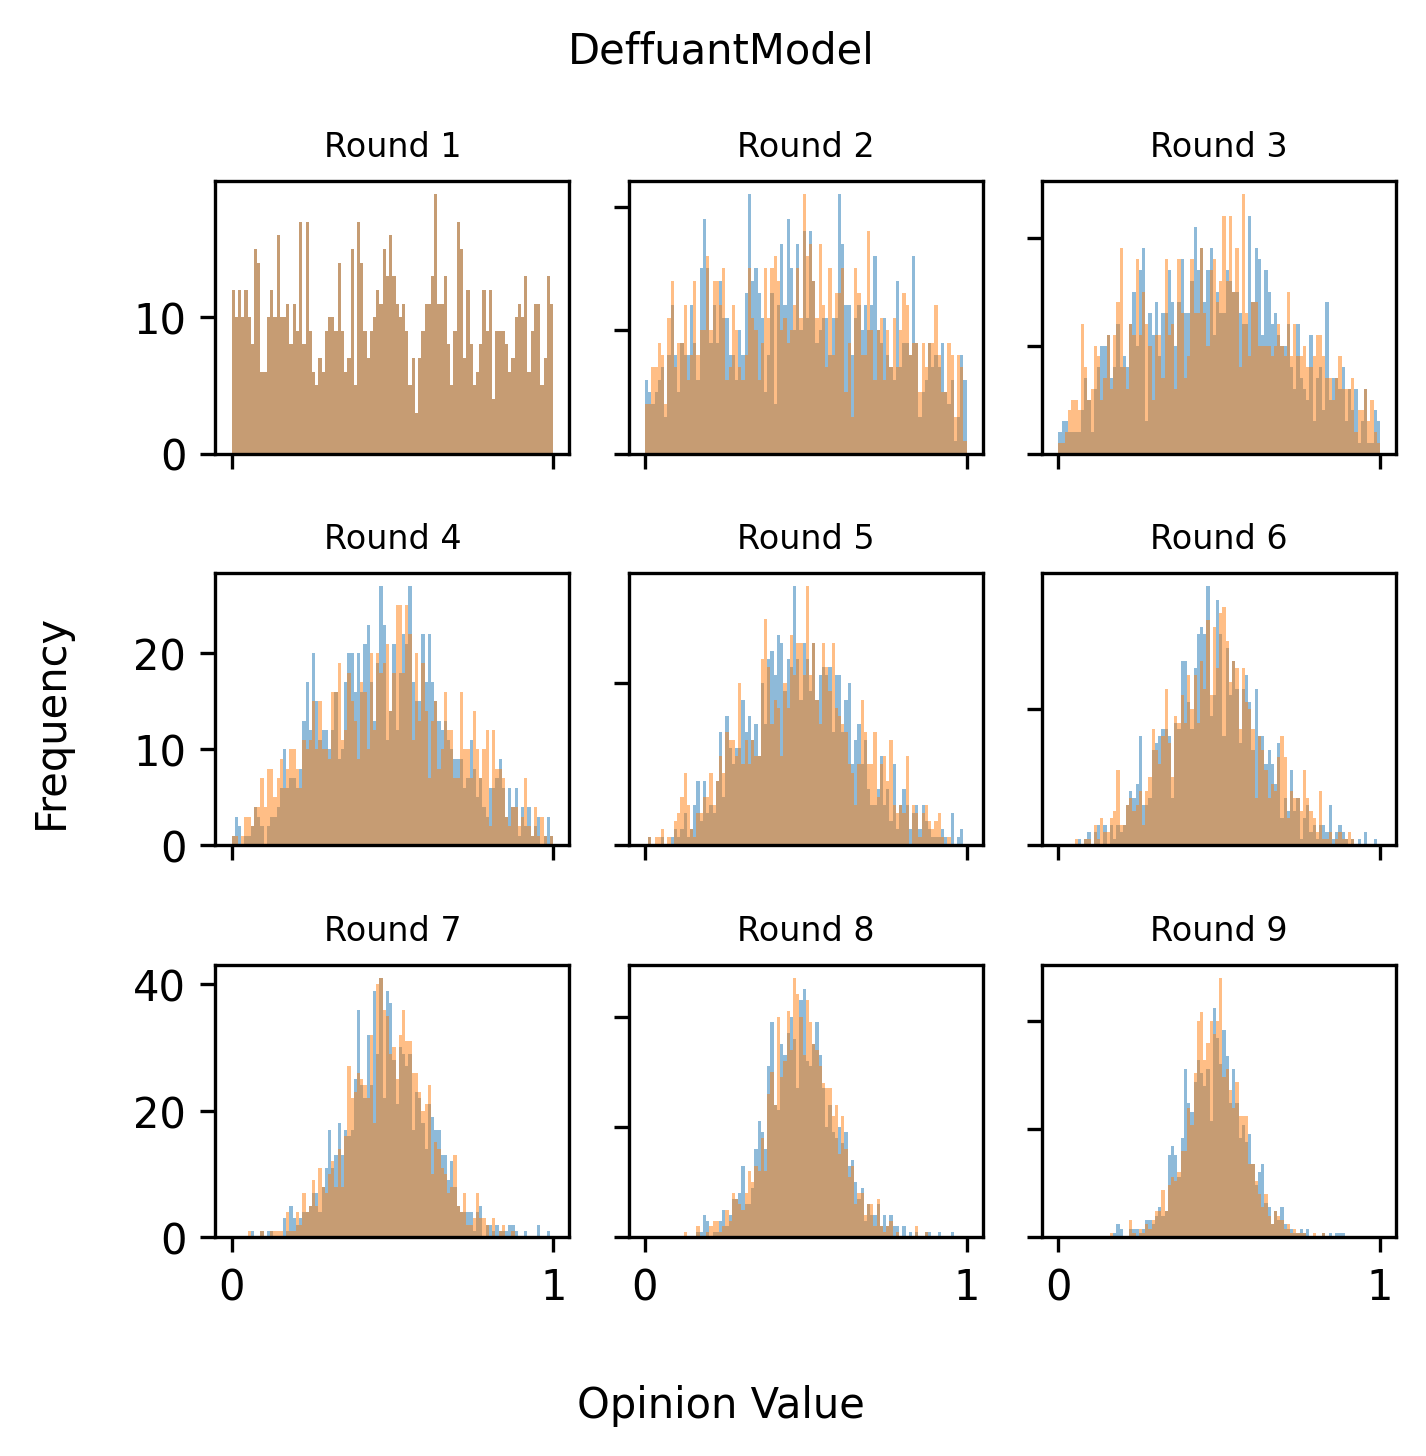 DeffuantModel
Round 1
Round 2
Round 3
10
0
Round 4
Round 5
Round 6
20
10
0
Frequency
Round 7
Round 8
Round 9
40
20
0
0 1
0 1
0 1
Opinion Value